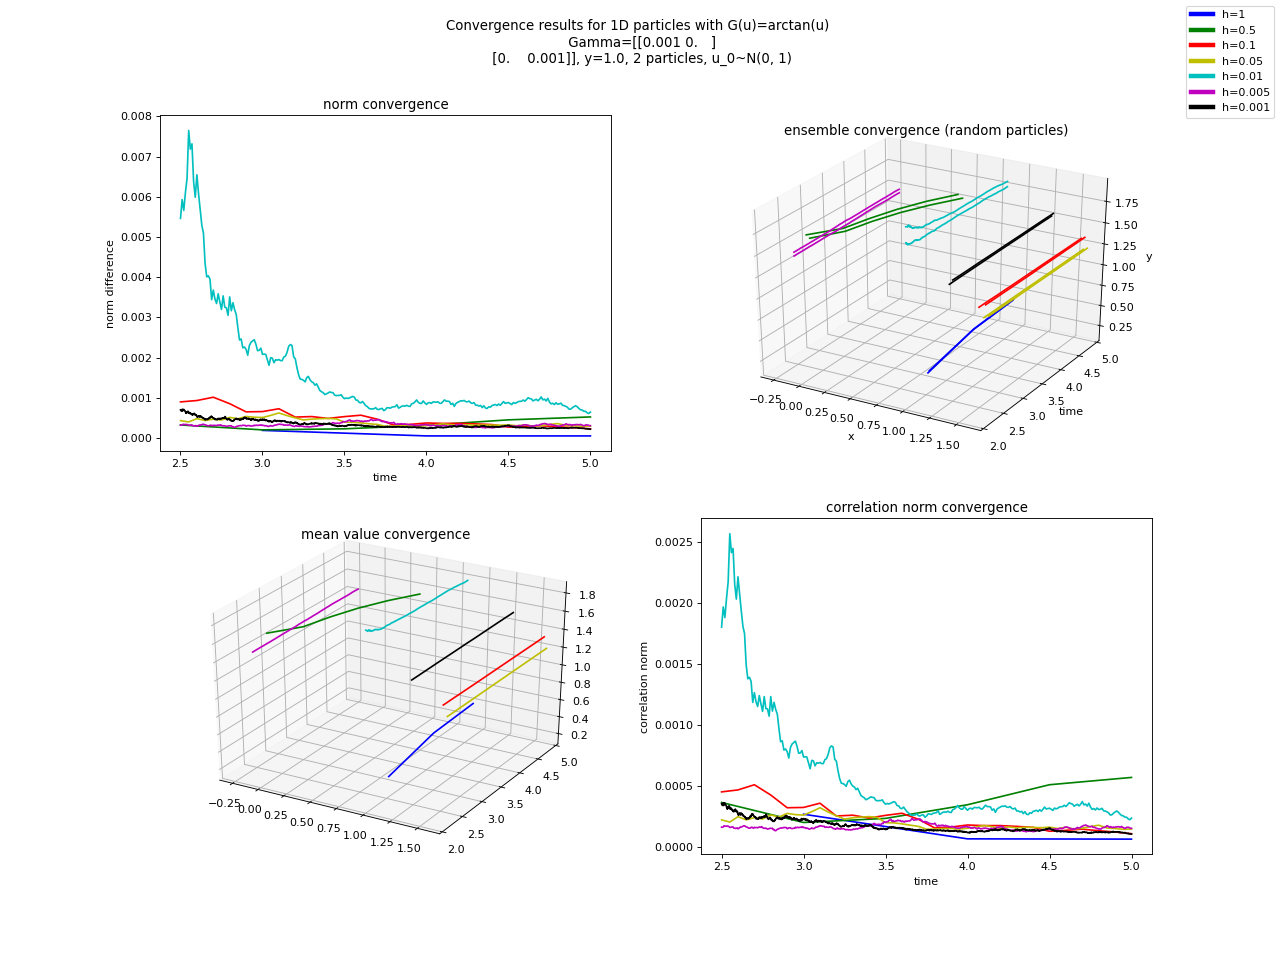 Convergence results for 1D particles with G(u)=arctan(u)
Gamma=[[0.001 0.   ]
[0.    0.001]], y=1.0, 2 particles, u_0~N(0, 1)
h=1
h=0.5
h=0.1
h=0.05
h=0.01
h=0.005
h=0.001
norm convergence
norm difference
0.008
0.007
0.006
0.005
0.004
0.003
0.002
0.001
0.000
2.5 3.0 3.5 4.0 4.5 5.0
time
ensemble convergence (random particles)
1.75
1.50
1.25
1.00
0.75
0.50
0.25
y
−0.25 0.00 0.25 0.50 0.75 1.00 1.25 1.50
x
2.0 2.5 3.0 3.5 4.0 4.5 5.0
time
mean value convergence
1.8
1.6
1.4
1.2
1.0
0.8
0.6
0.4
0.2
−0.25 0.00 0.25 0.50 0.75 1.00 1.25 1.50
2.0 2.5 3.0 3.5 4.0 4.5 5.0
correlation norm convergence
correlation norm
0.0025
0.0020
0.0015
0.0010
0.0005
0.0000
2.5 3.0 3.5 4.0 4.5 5.0
time